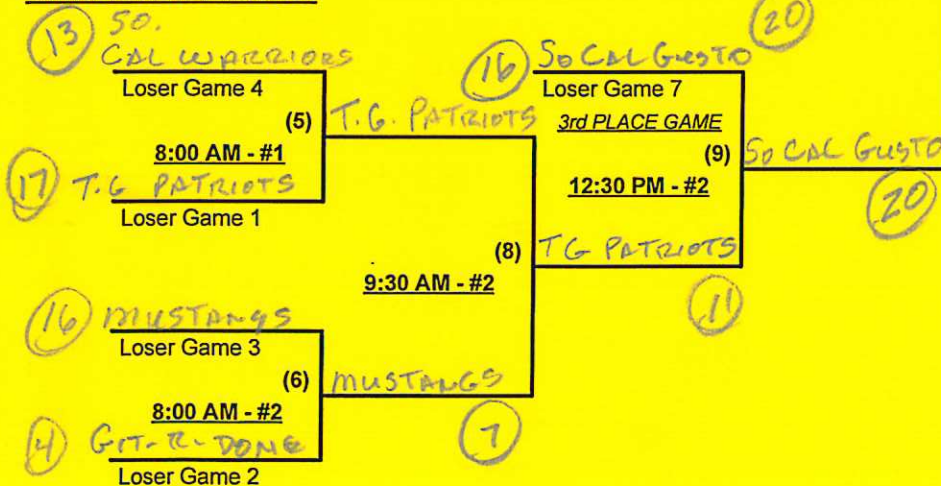 (20)
(13) SO.
CAL WARRIORS
Loser Game 4
(16) SO CAL GUSTO
Loser Game 7
(5) T.G. PATRIOTS
3rd PLACE GAME
8:00 AM - #1
(9) SO CAL GUSTO
12:30 PM - #2
(17) T.G PATRIOTS
Loser Game 1
(20)
(8) TG PATRIOTS
9:30 AM - #2
(11)
(16) MUSTANGS
Loser Game 3
(6) MUSTANGS
8:00 AM - #2
(7)
(4) GIT-R-DONE
Loser Game 2